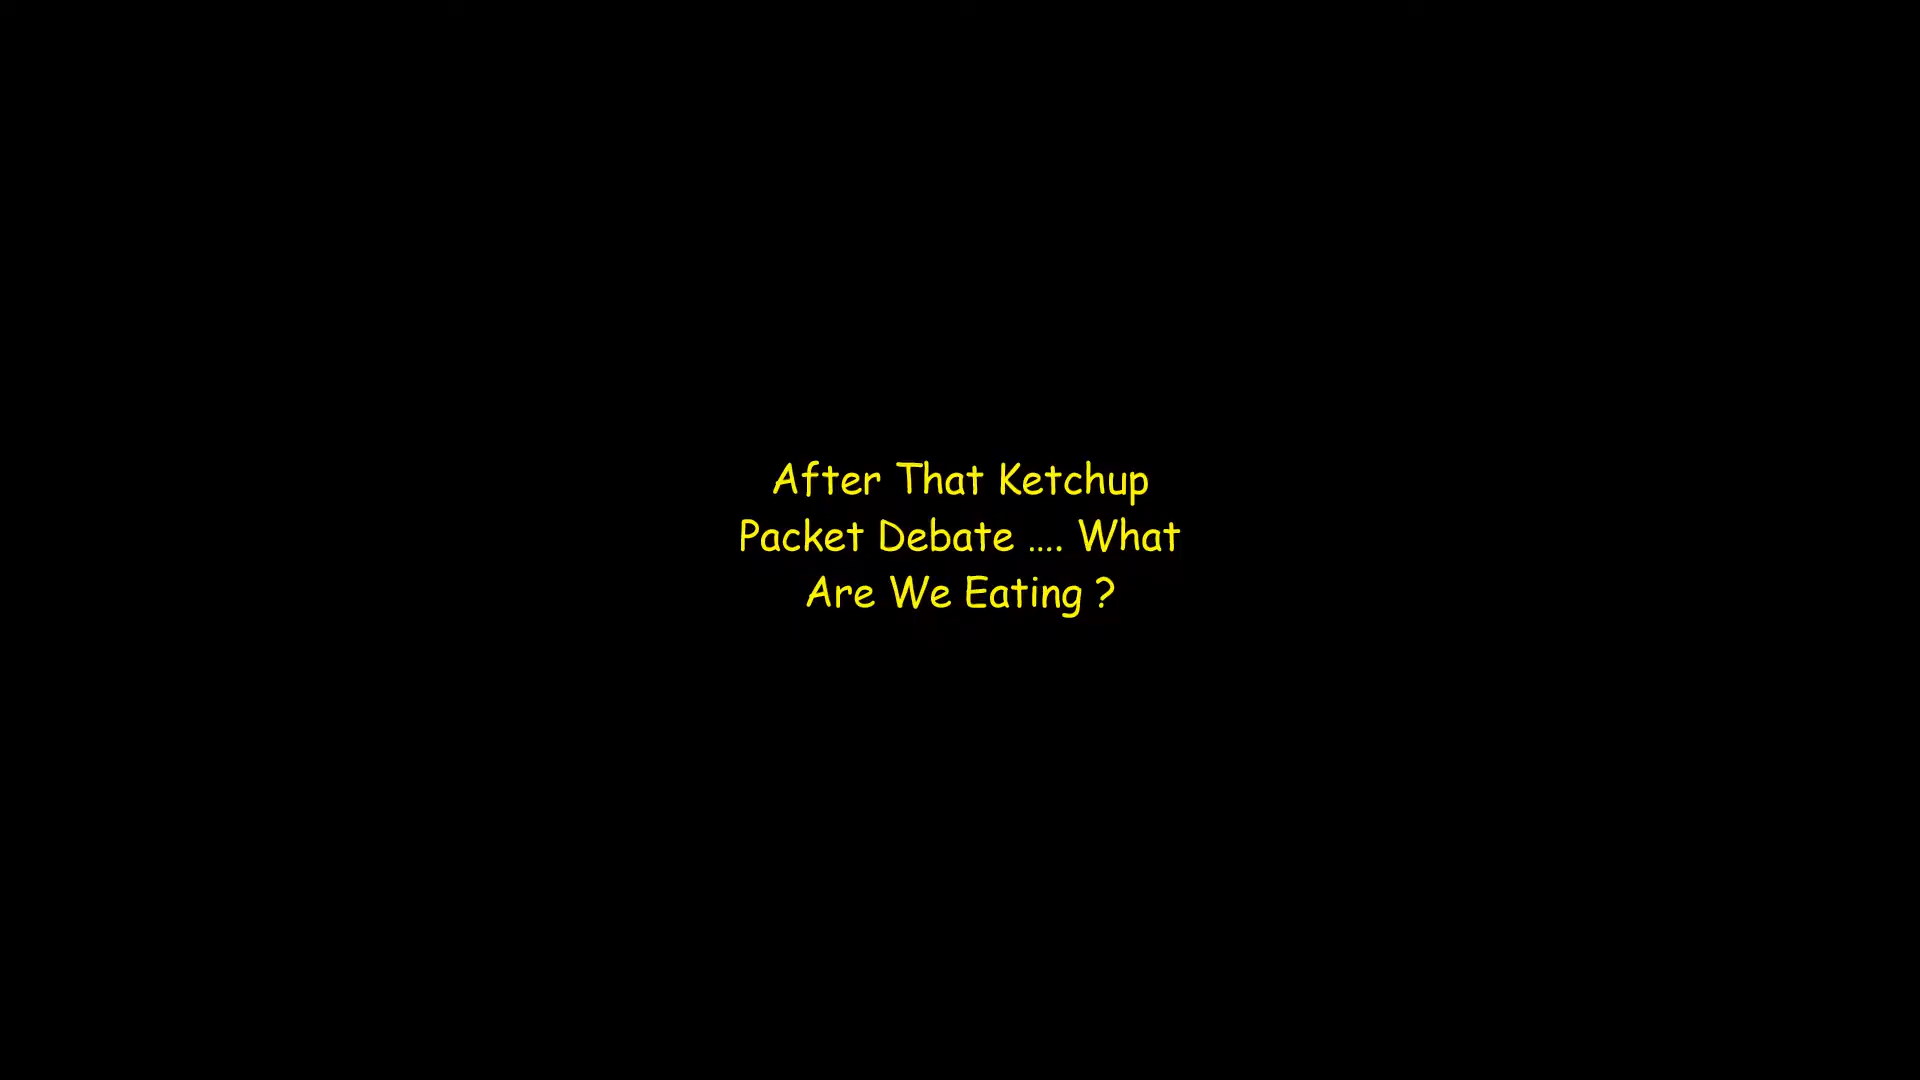 After That Ketchup
Packet Debate .... What
Are We Eating ?